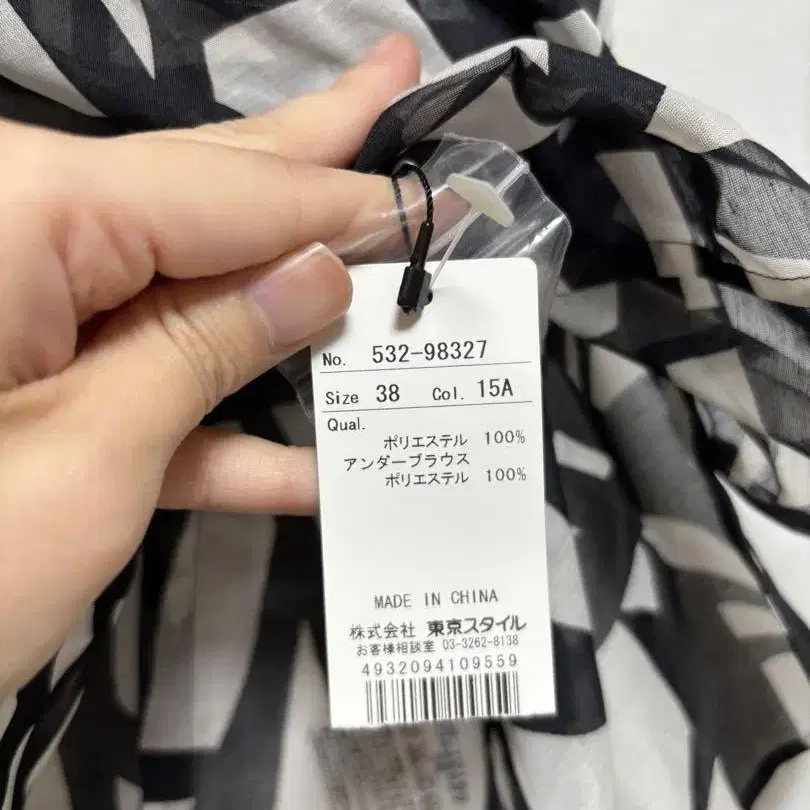 No. 532-98327
Size 38 Col. 15A
Qual.
ポリエステル 100%
アンダーブラウス
ポリエステル 100%
MADE IN CHINA
株式会社 東京スタイル
お客様相談室 03-3262-8138
4932094109559